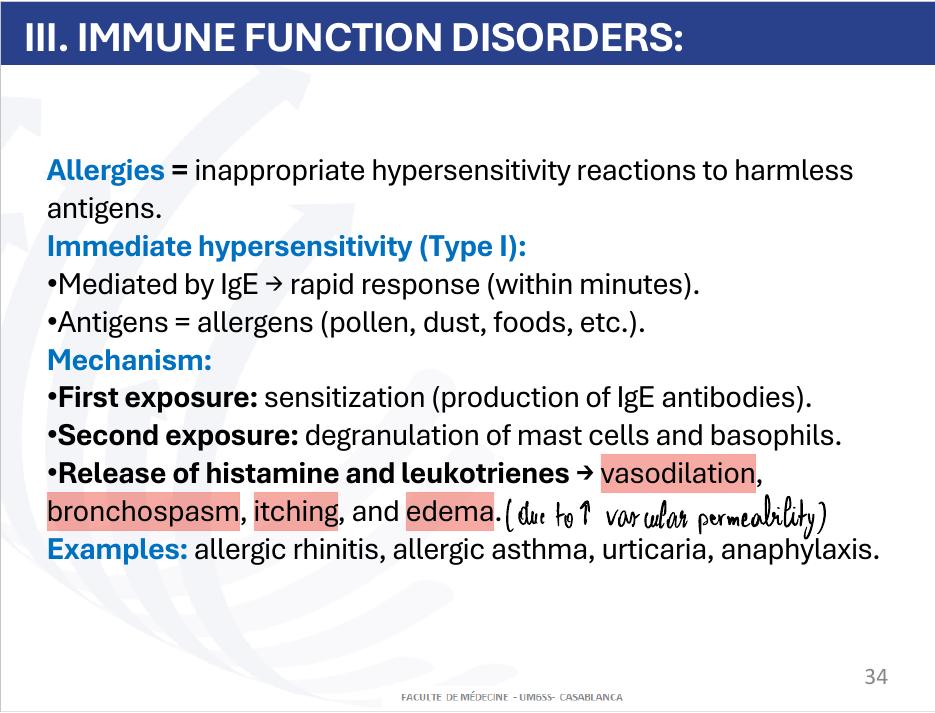 III. IMMUNE FUNCTION DISORDERS:
Allergies = inappropriate hypersensitivity reactions to harmless
antigens.
Immediate hypersensitivity (Type I):
•Mediated by IgE → rapid response (within minutes).
•Antigens = allergens (pollen, dust, foods, etc.).
Mechanism:
•First exposure: sensitization (production of IgE antibodies).
•Second exposure: degranulation of mast cells and basophils.
•Release of histamine and leukotrienes → vasodilation,
bronchospasm, itching, and edema. (due to ↑ vascular permeability)
Examples: allergic rhinitis, allergic asthma, urticaria, anaphylaxis.
34
FACULTE DE MÉDECINE - UM6SS- CASABLANCA